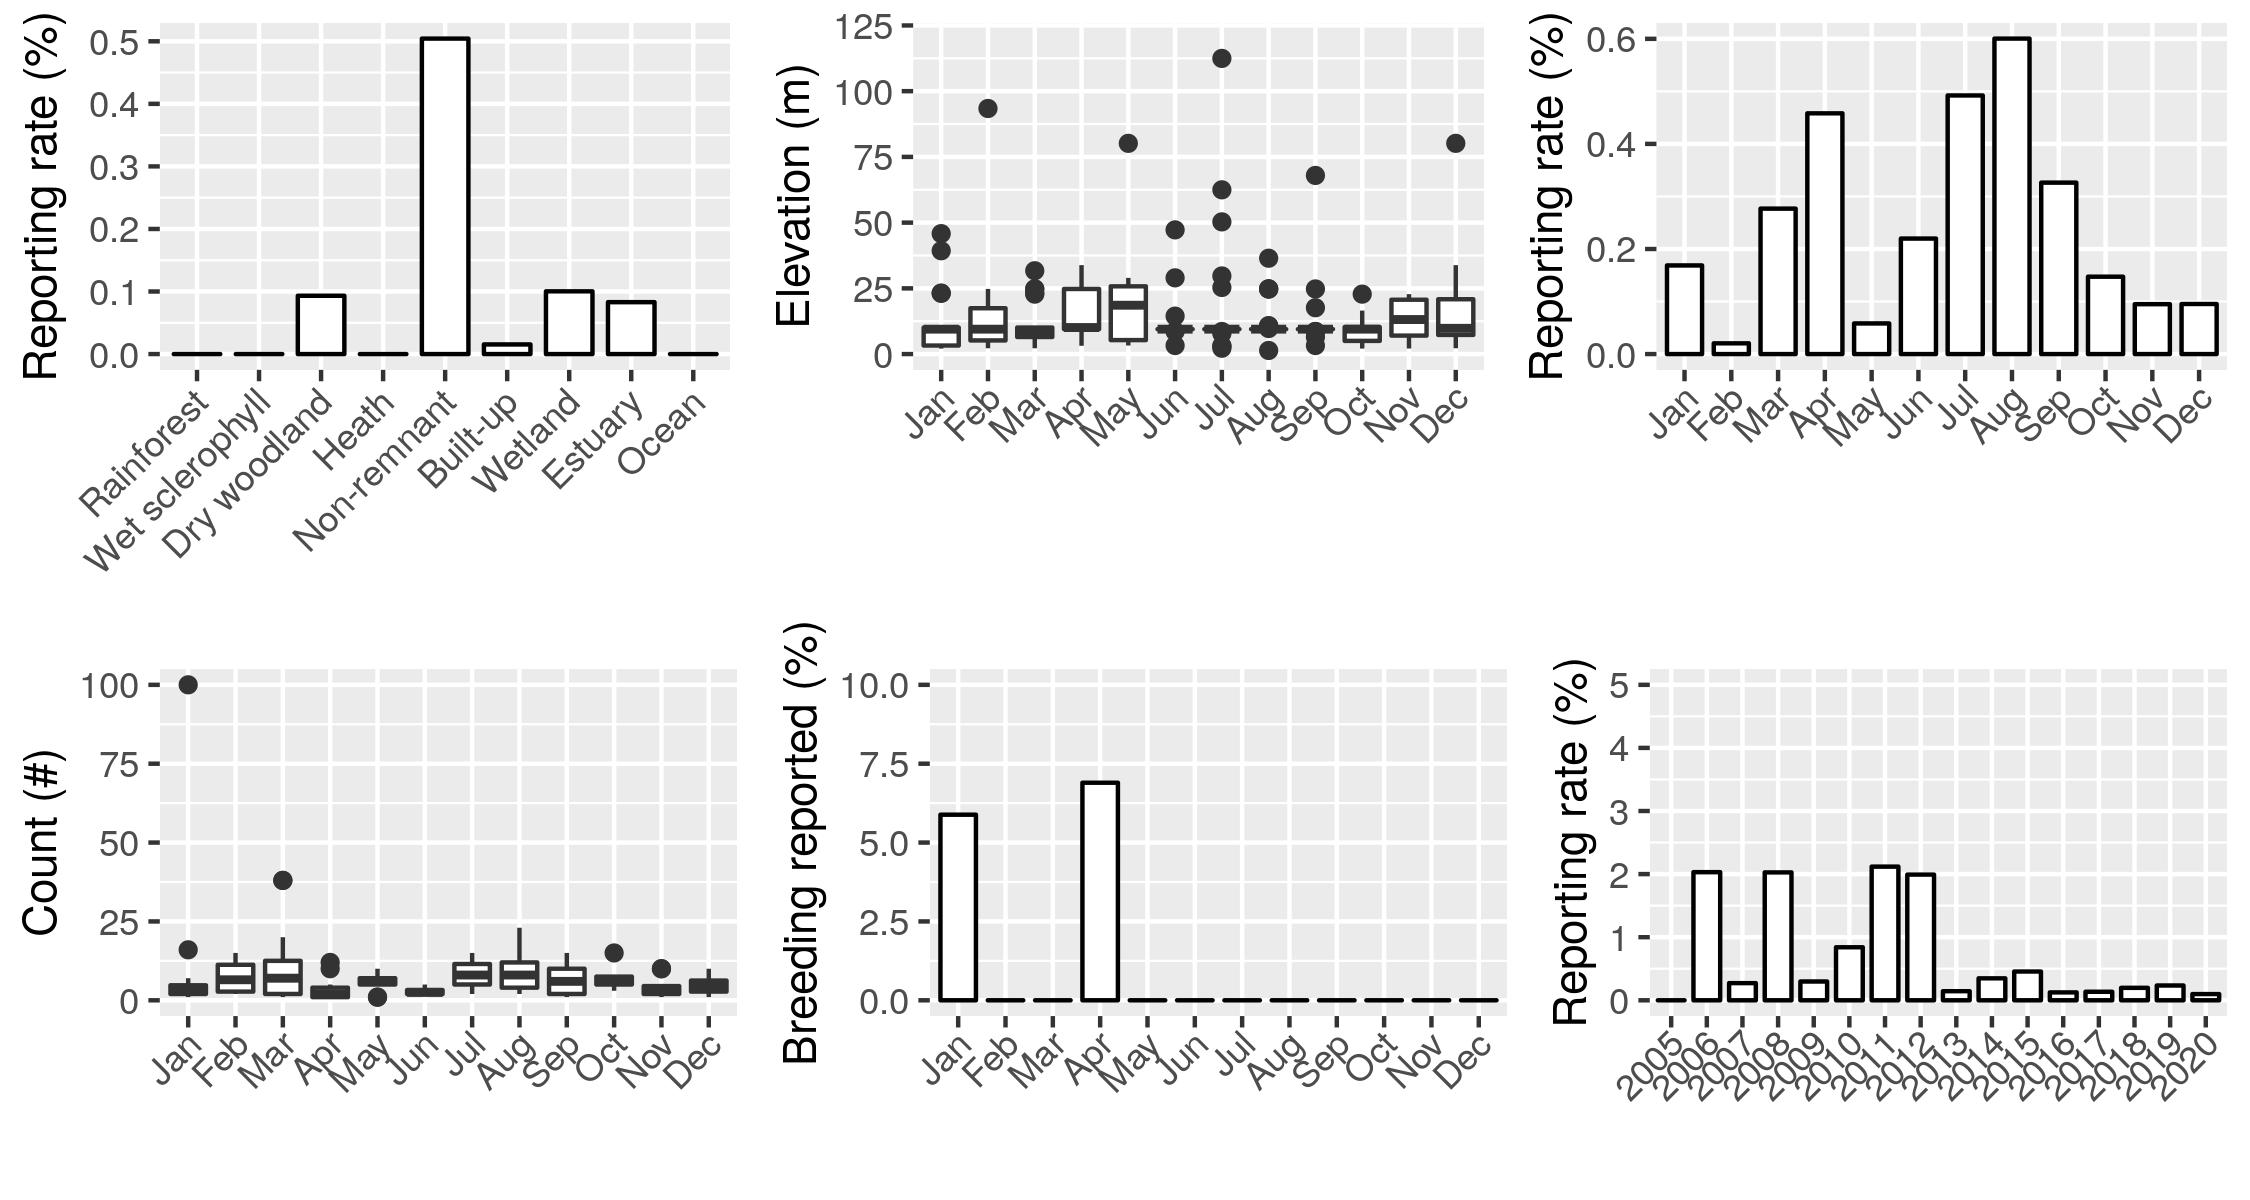 Reporting rate (%)
0.5
0.4
0.3
0.2
0.1
0.0
Rainforest
Wet sclerophyll
Dry woodland
Heath
Non-remnant
Built-up
Wetland
Estuary
Ocean
Elevation (m)
125
100
75
50
25
0
Jan
Feb
Mar
Apr
May
Jun
Jul
Aug
Sep
Oct
Nov
Dec
Reporting rate (%)
0.6
0.4
0.2
0.0
Jan
Feb
Mar
Apr
May
Jun
Jul
Aug
Sep
Oct
Nov
Dec
Count (#)
100
75
50
25
0
Jan
Feb
Mar
Apr
May
Jun
Jul
Aug
Sep
Oct
Nov
Dec
Breeding reported (%)
10.0
7.5
5.0
2.5
0.0
Jan
Feb
Mar
Apr
May
Jun
Jul
Aug
Sep
Oct
Nov
Dec
Reporting rate (%)
5
4
3
2
1
0
2005
2006
2007
2008
2009
2010
2011
2012
2013
2014
2015
2016
2017
2018
2019
2020